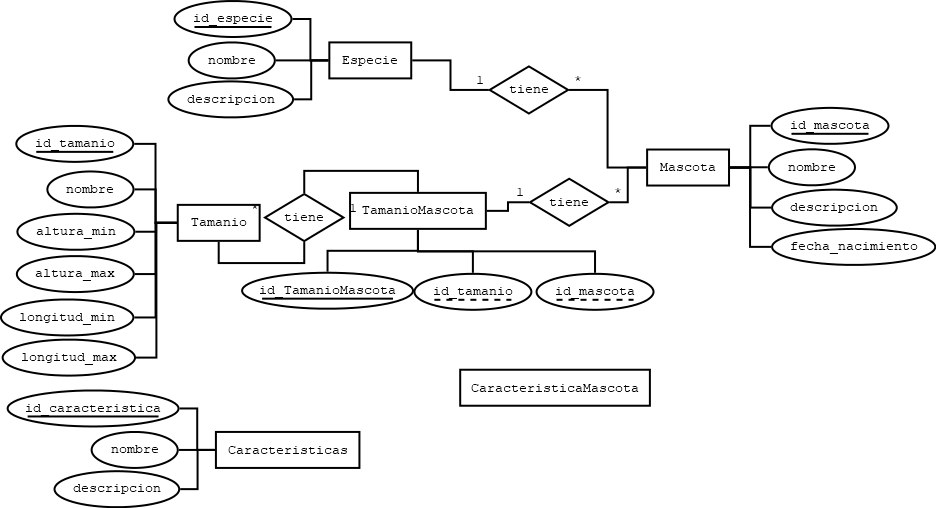 id_especie
nombre
Especie
descripcion
1
tiene
*
id_mascota
nombre
Mascota
descripcion
fecha_nacimiento
id_tamanio
nombre
altura_min
altura_max
longitud_min
longitud_max
Tamanio
*
tiene
1
TamanioMascota
1
tiene
*
id_TamanioMascota
id_tamanio
id_mascota
CaracteristicaMascota
id_caracteristica
nombre
Caracteristicas
descripcion